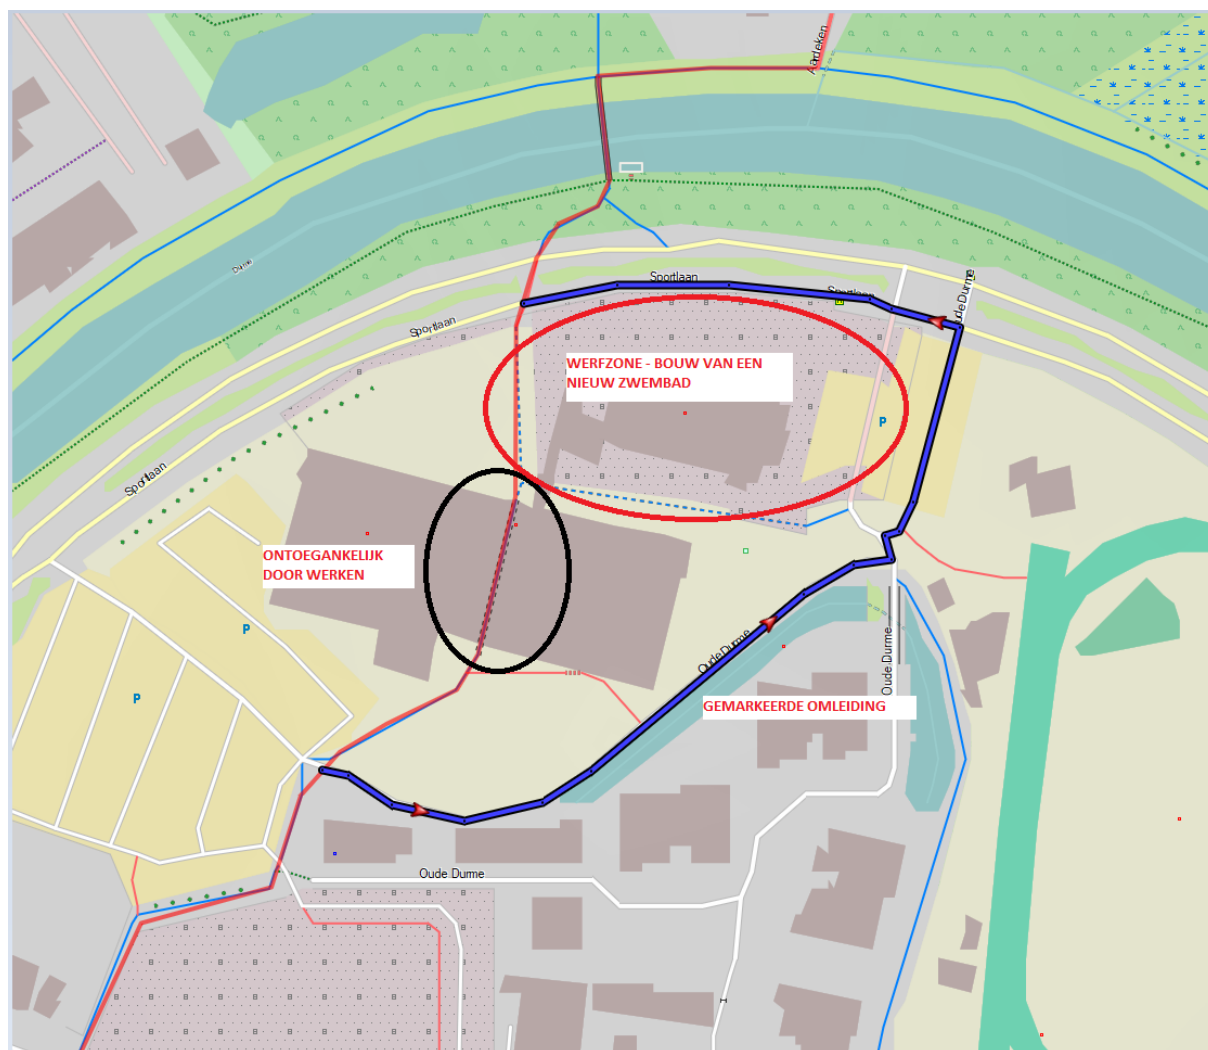 Aardeken
Durme
Sportlaan
Sportlaan
Oude Durme
Sportlaan
WERFZONE - BOUW VAN EEN
NIEUW ZWEMBAD
P
Sportlaan
ONTOEGANKELIJK
DOOR WERKEN
P
Oude Durme
Oude Durme
P
GEMARKEERDE OMLEIDING
Oude Durme